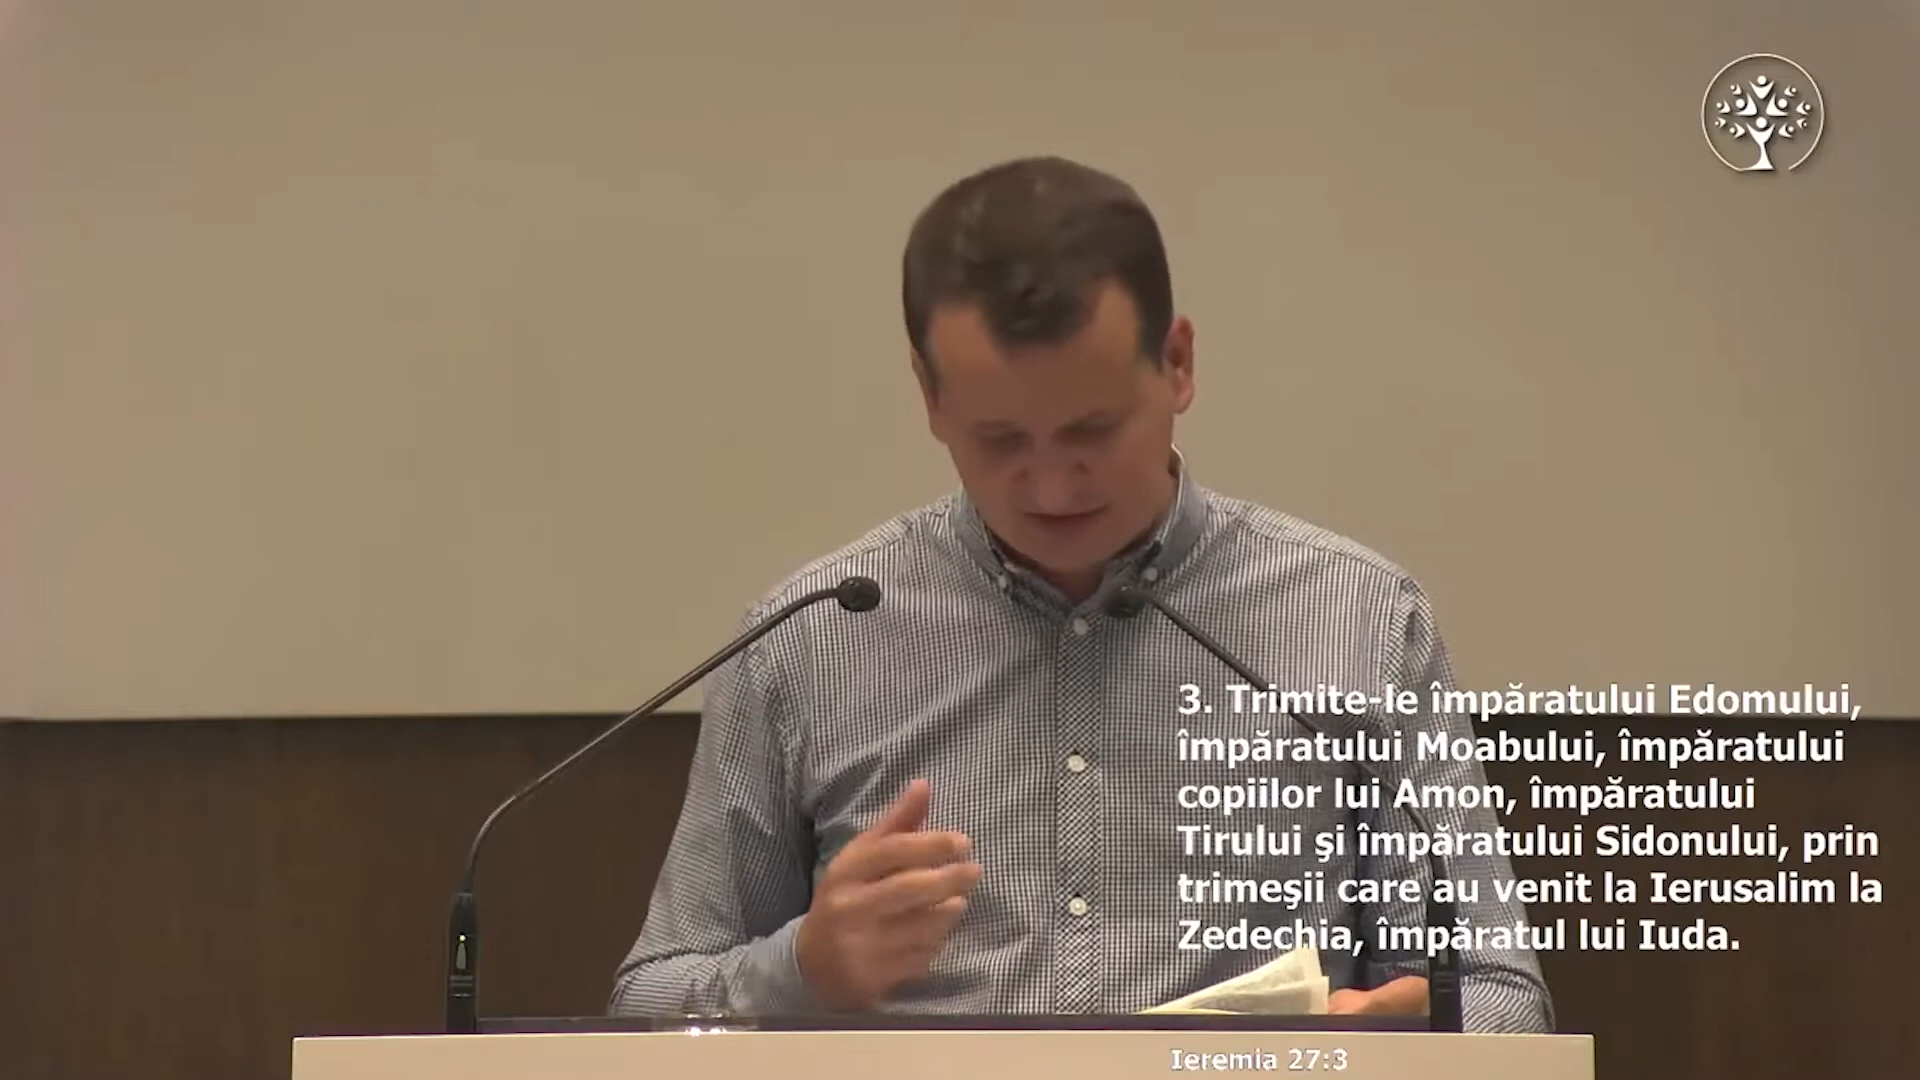 3. Trimite-le împăratului Edomului,
împăratului Moabului, împăratului
copiilor lui Amon, împăratului
Tirului şi împăratului Sidonului, prin
trimeşii care au venit la Ierusalim la
Zedechia, împăratul lui Iuda.
Ieremia 27:3